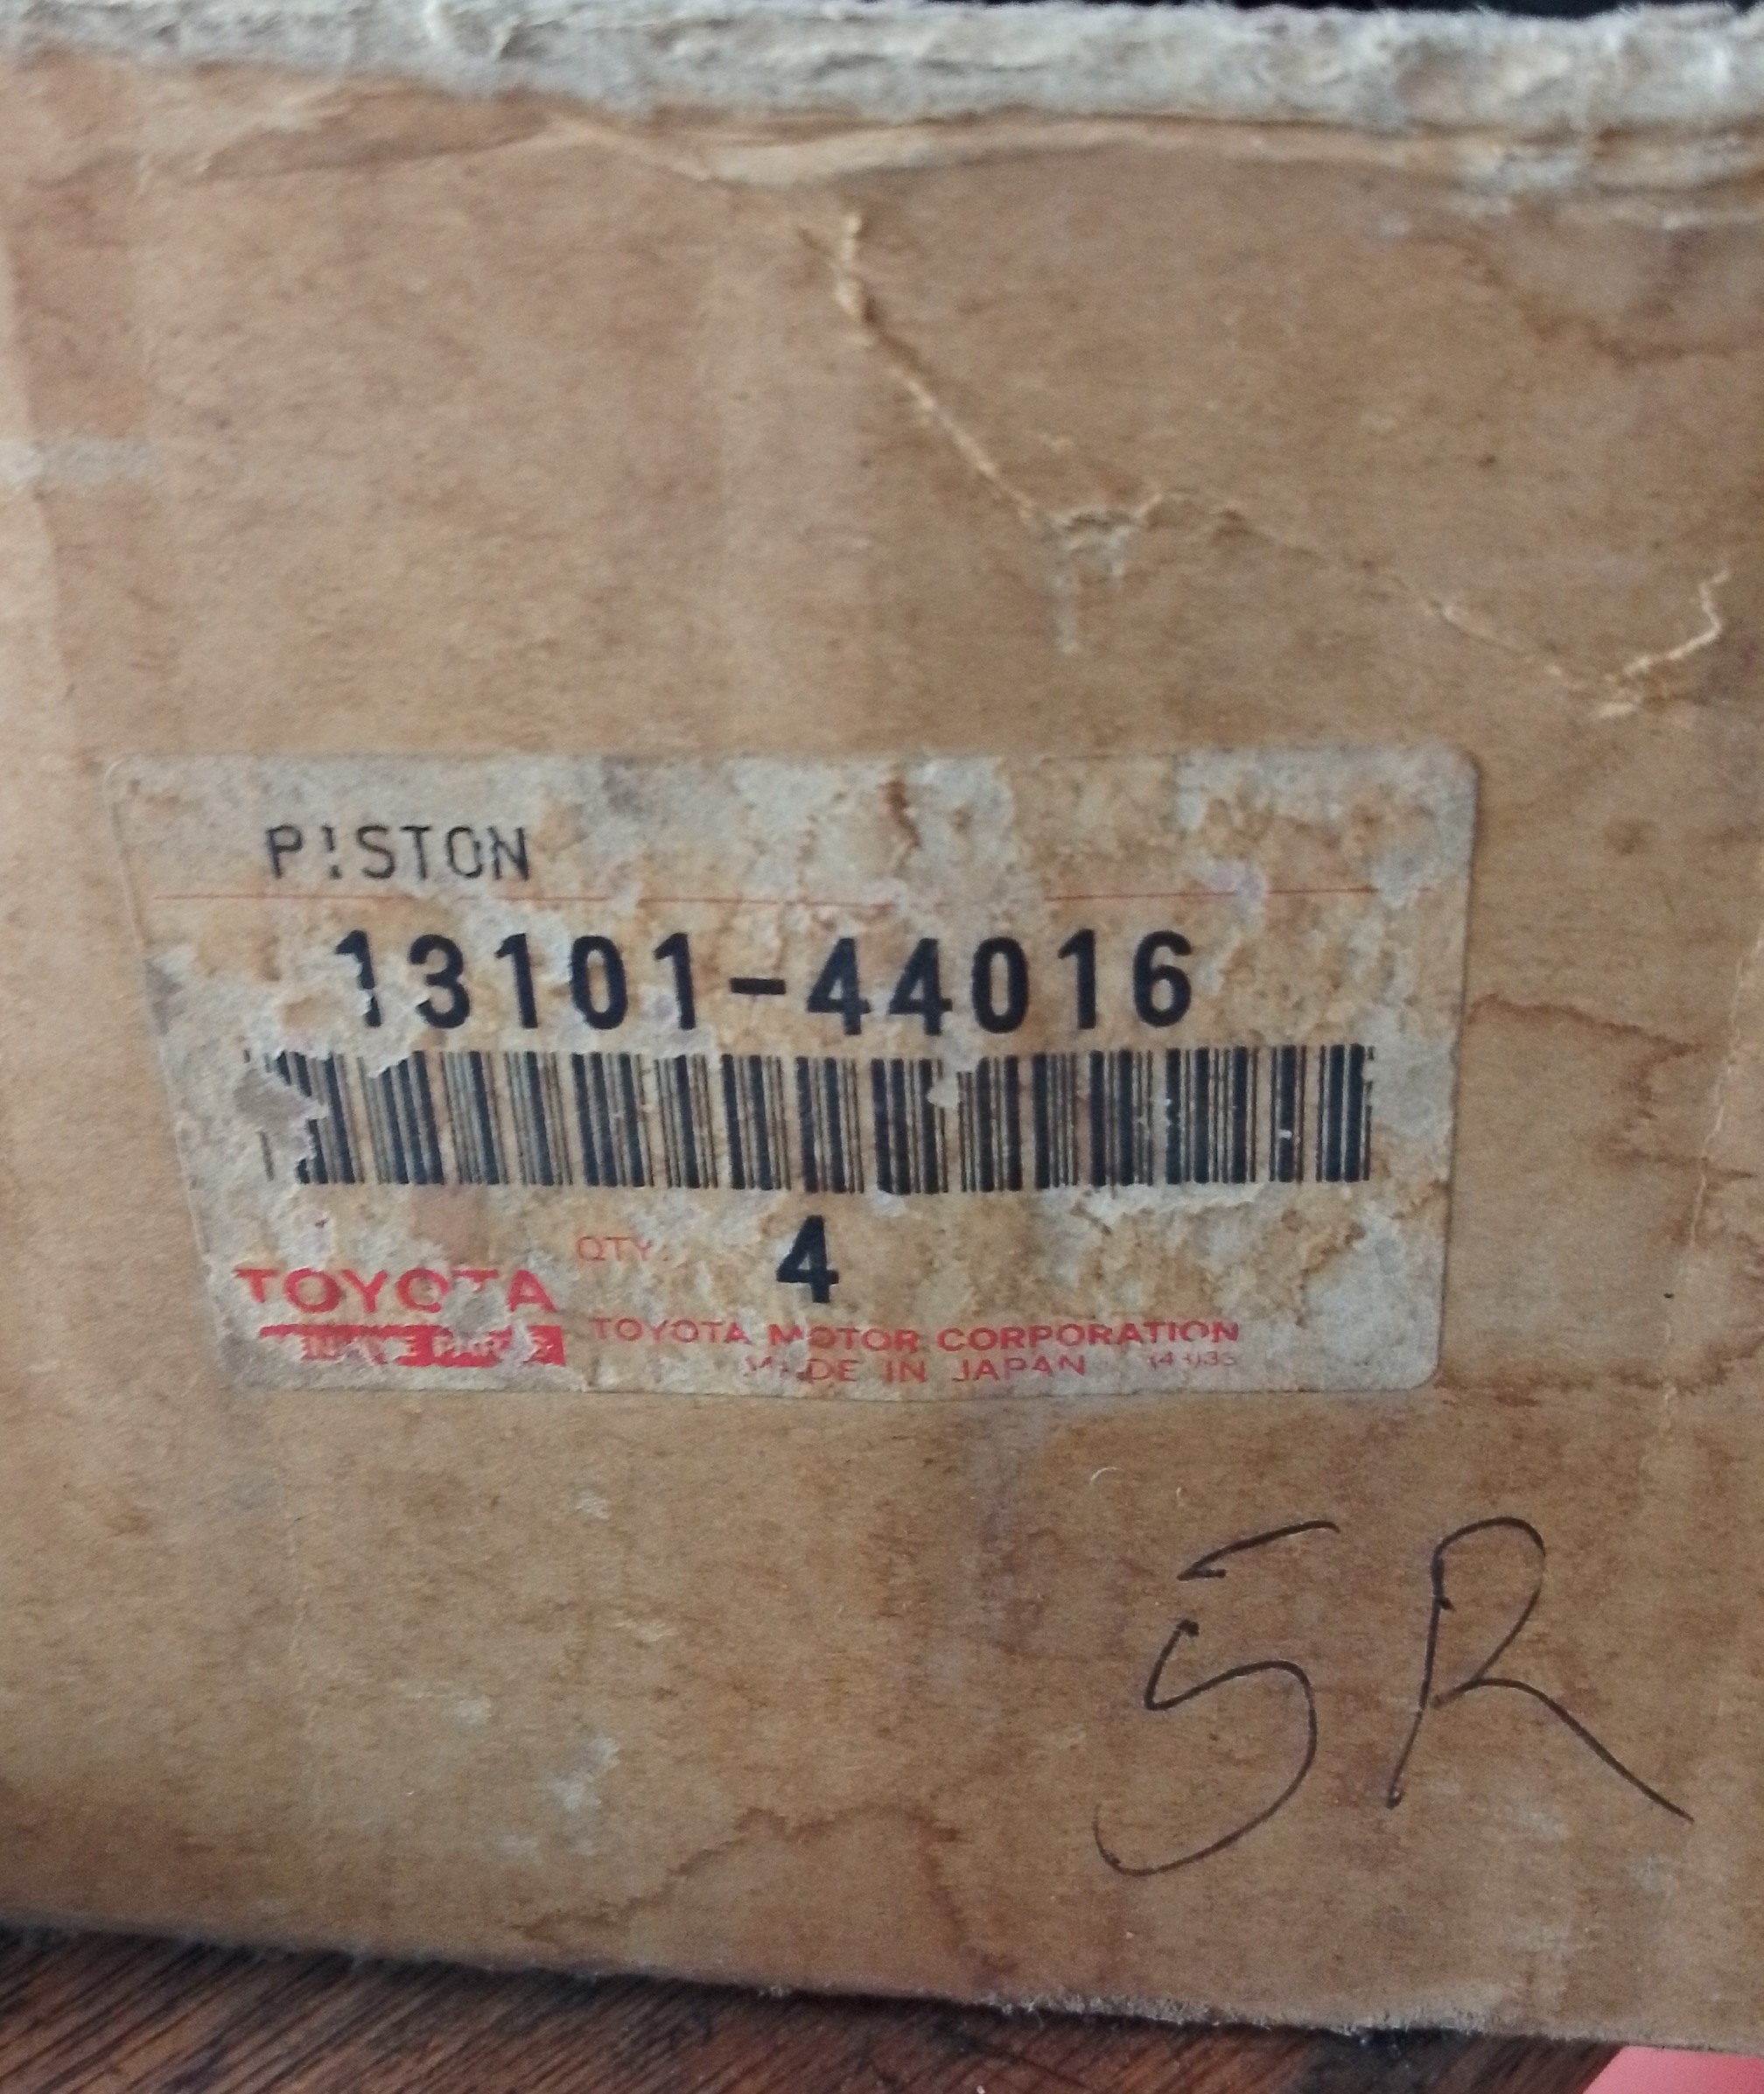 PISTON
13101-44016
QTY. 4
TOYOTA
TOYOTA MOTOR CORPORATION
MADE IN JAPAN
5R